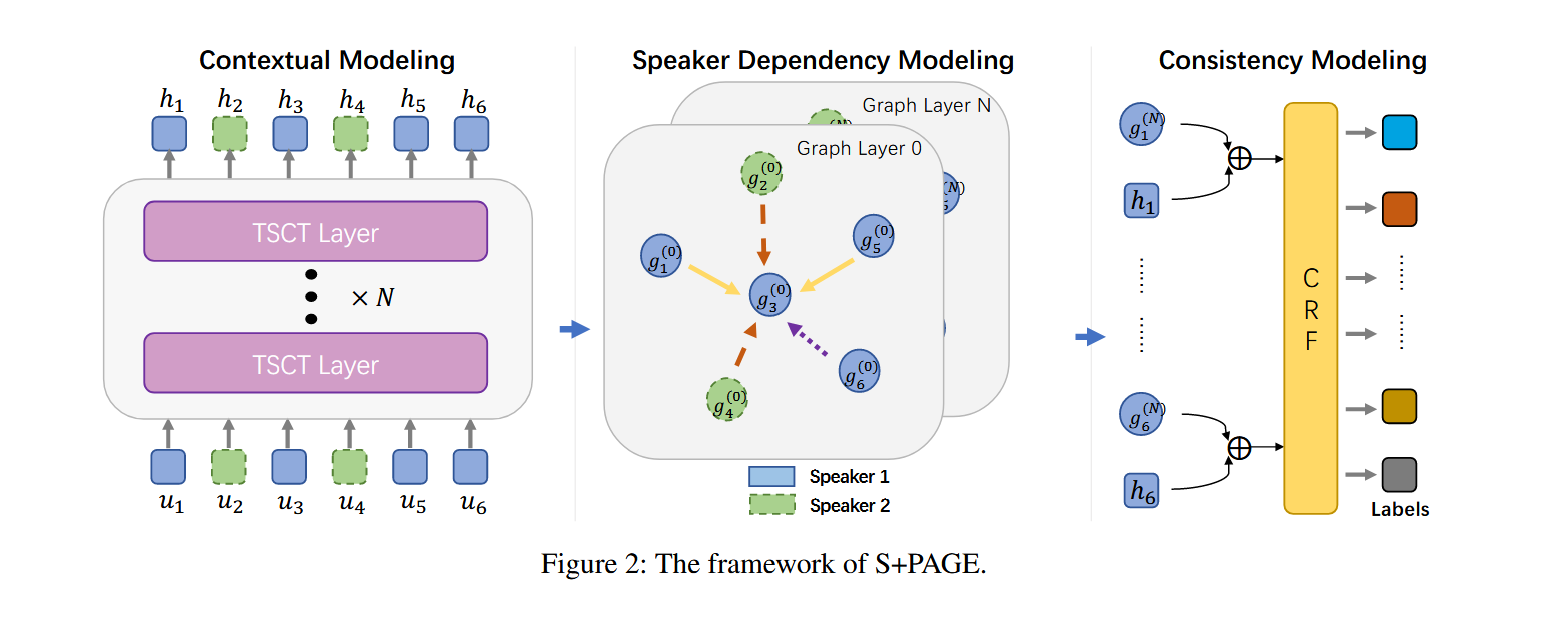 Contextual Modeling
h₁ h₂ h₃ h₄ h₅ h₆
TSCT Layer
× N
TSCT Layer
u₁ u₂ u₃ u₄ u₅ u₆
Speaker Dependency Modeling
Graph Layer N
Graph Layer 0
g₂⁽⁰⁾
g₁⁽⁰⁾
g₅⁽⁰⁾
g₃⁽⁰⁾
g₄⁽⁰⁾
g₆⁽⁰⁾
Speaker 1
Speaker 2
Consistency Modeling
g₁⁽ᴺ⁾
h₁
g₆⁽ᴺ⁾
h₆
C
R
F
Labels
Figure 2: The framework of S+PAGE.